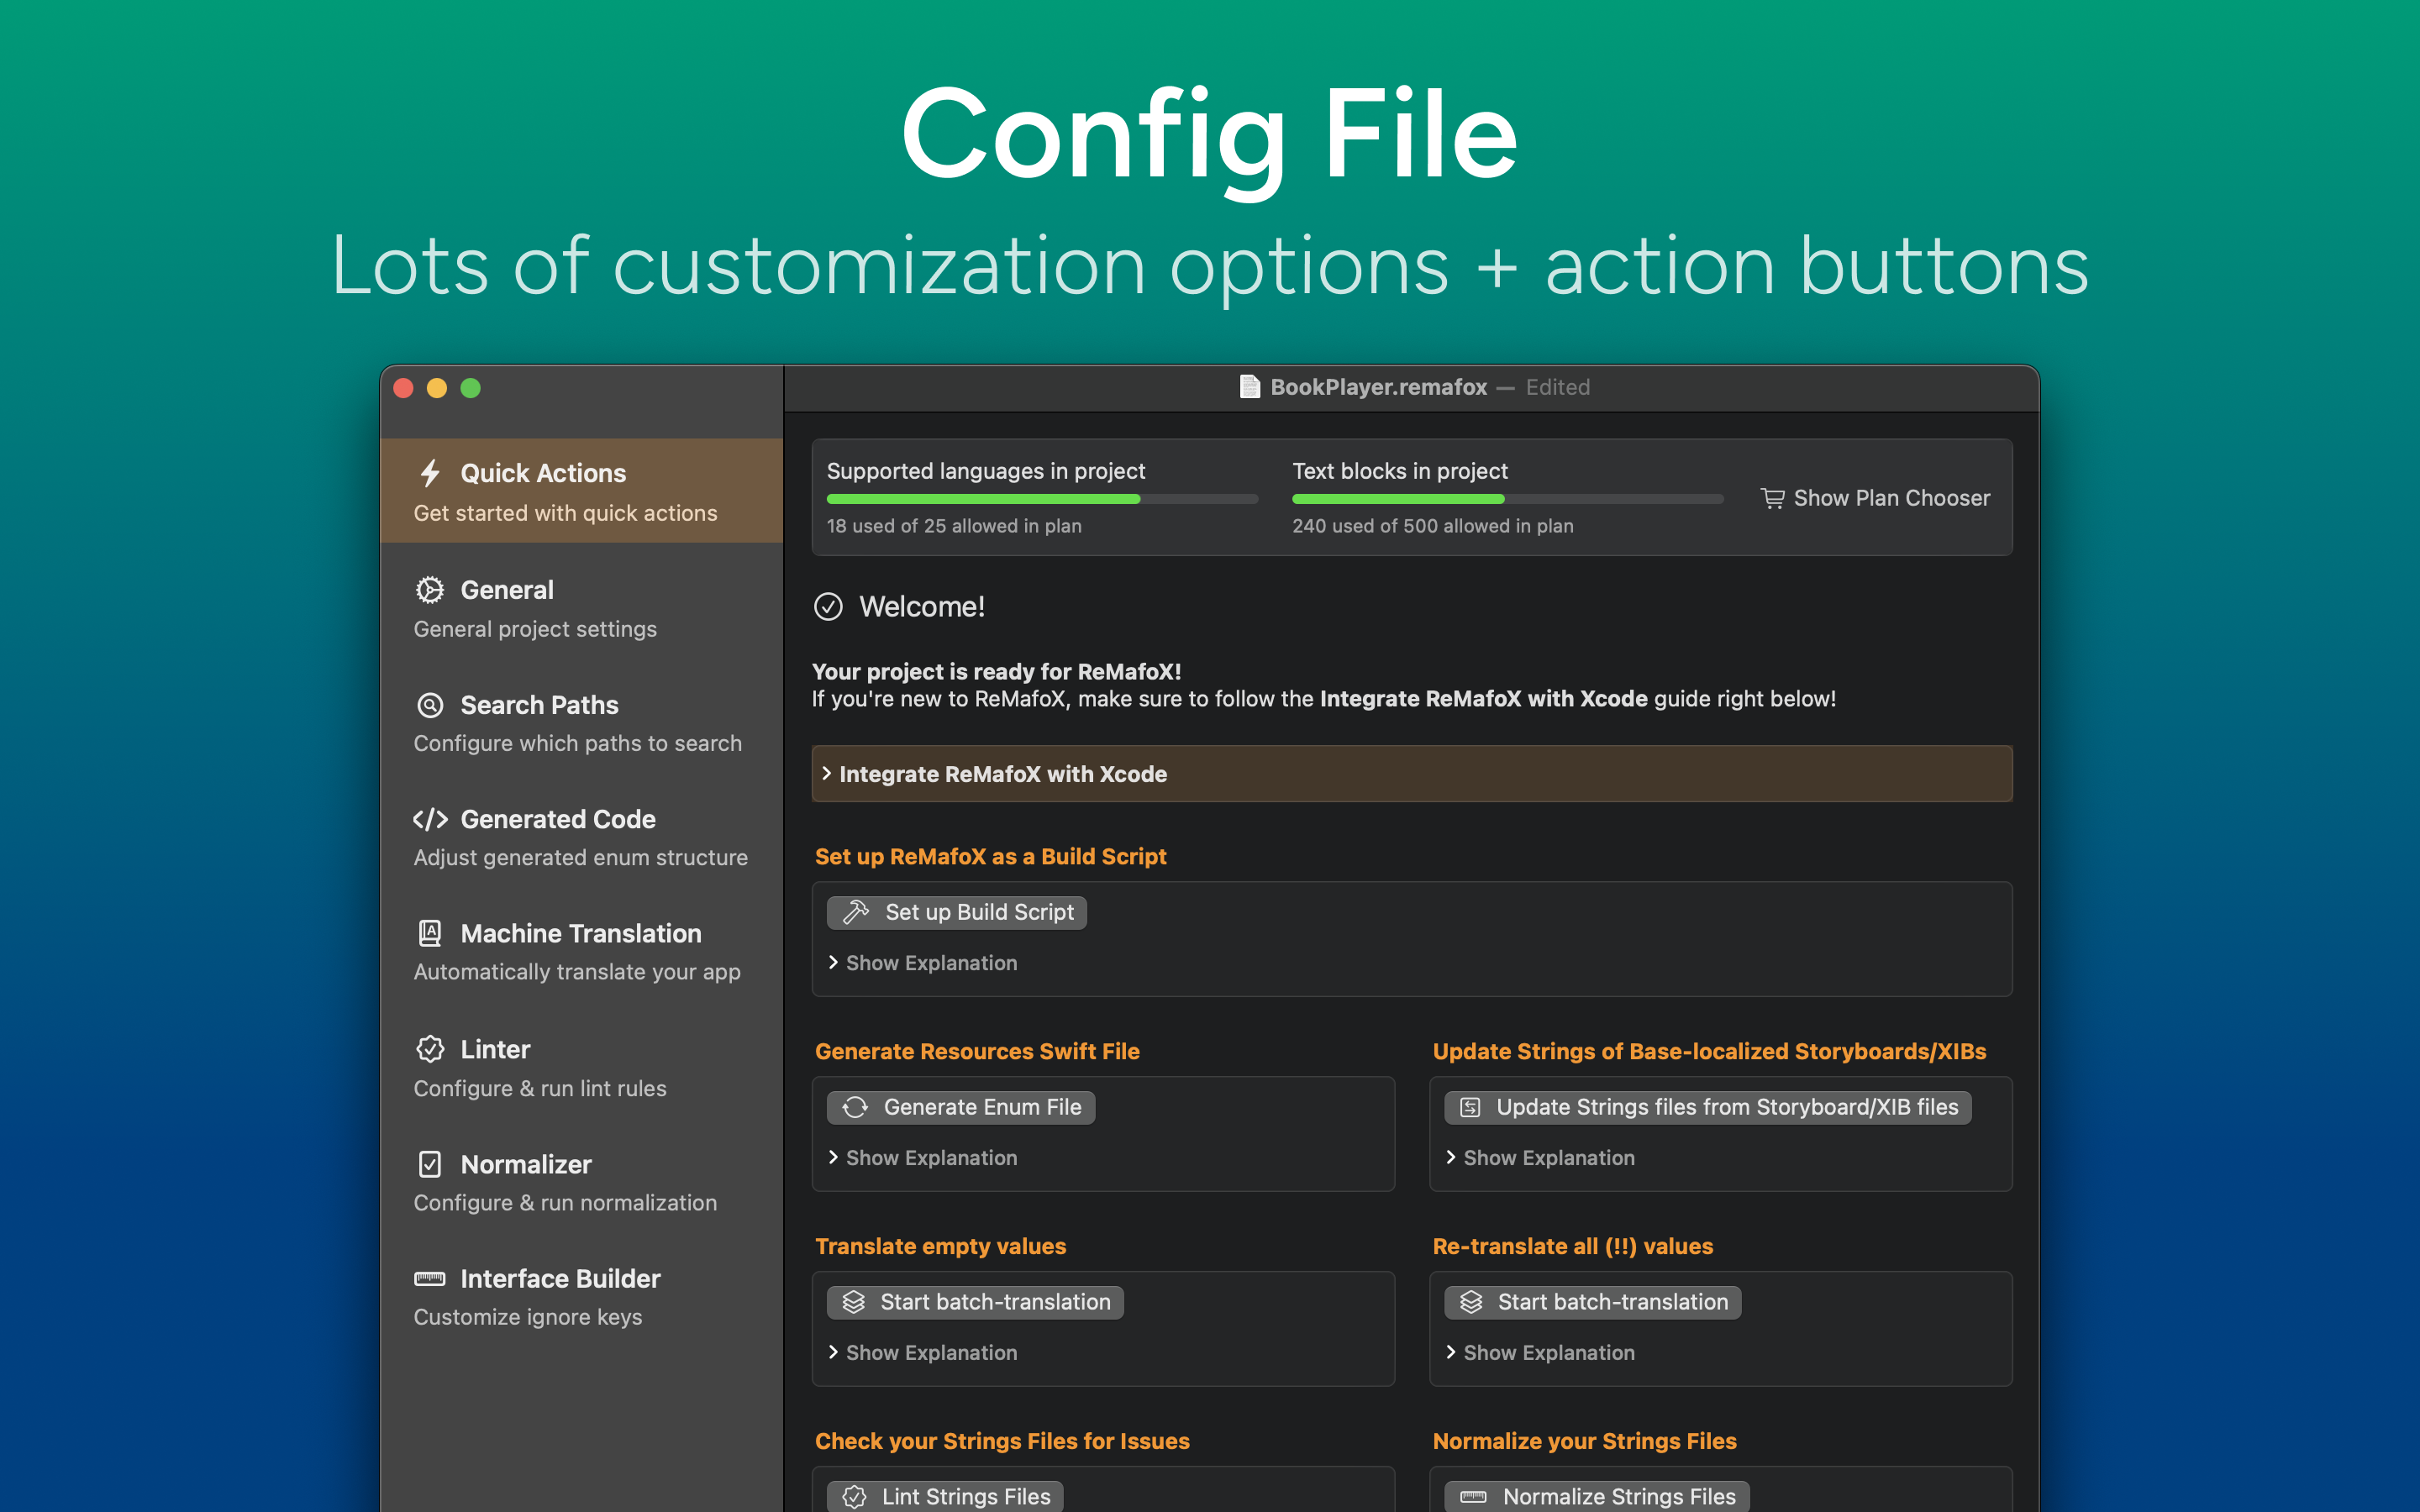 Config File
Lots of customization options + action buttons
BookPlayer.remafox — Edited
Quick Actions
Get started with quick actions
General
General project settings
Search Paths
Configure which paths to search
Generated Code
Adjust generated enum structure
Machine Translation
Automatically translate your app
Linter
Configure & run lint rules
Normalizer
Configure & run normalization
Interface Builder
Customize ignore keys
Supported languages in project
18 used of 25 allowed in plan
Text blocks in project
240 used of 500 allowed in plan
Show Plan Chooser
Welcome!
Your project is ready for ReMafoX!
If you're new to ReMafoX, make sure to follow the Integrate ReMafoX with Xcode guide right below!
Integrate ReMafoX with Xcode
Set up ReMafoX as a Build Script
Set up Build Script
Show Explanation
Generate Resources Swift File
Generate Enum File
Show Explanation
Update Strings of Base-localized Storyboards/XIBs
Update Strings files from Storyboard/XIB files
Show Explanation
Translate empty values
Start batch-translation
Show Explanation
Re-translate all (!!) values
Start batch-translation
Show Explanation
Check your Strings Files for Issues
Lint Strings Files
Normalize your Strings Files
Normalize Strings Files